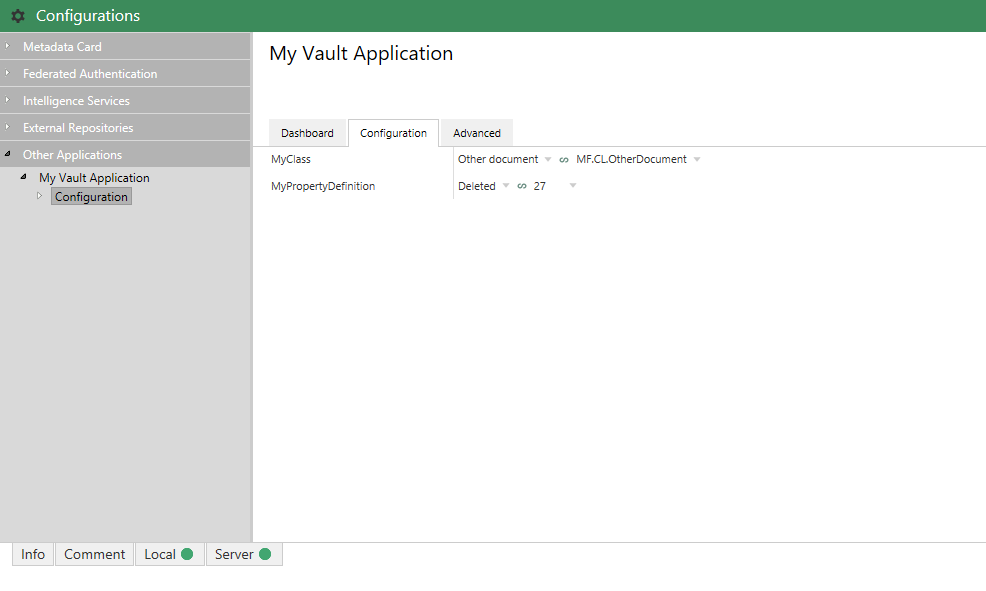 Configurations
Metadata Card
Federated Authentication
Intelligence Services
External Repositories
Other Applications
My Vault Application
Configuration
My Vault Application
Dashboard Configuration Advanced
MyClass Other document MF.CL.OtherDocument
MyPropertyDefinition Deleted 27
Info Comment Local Server